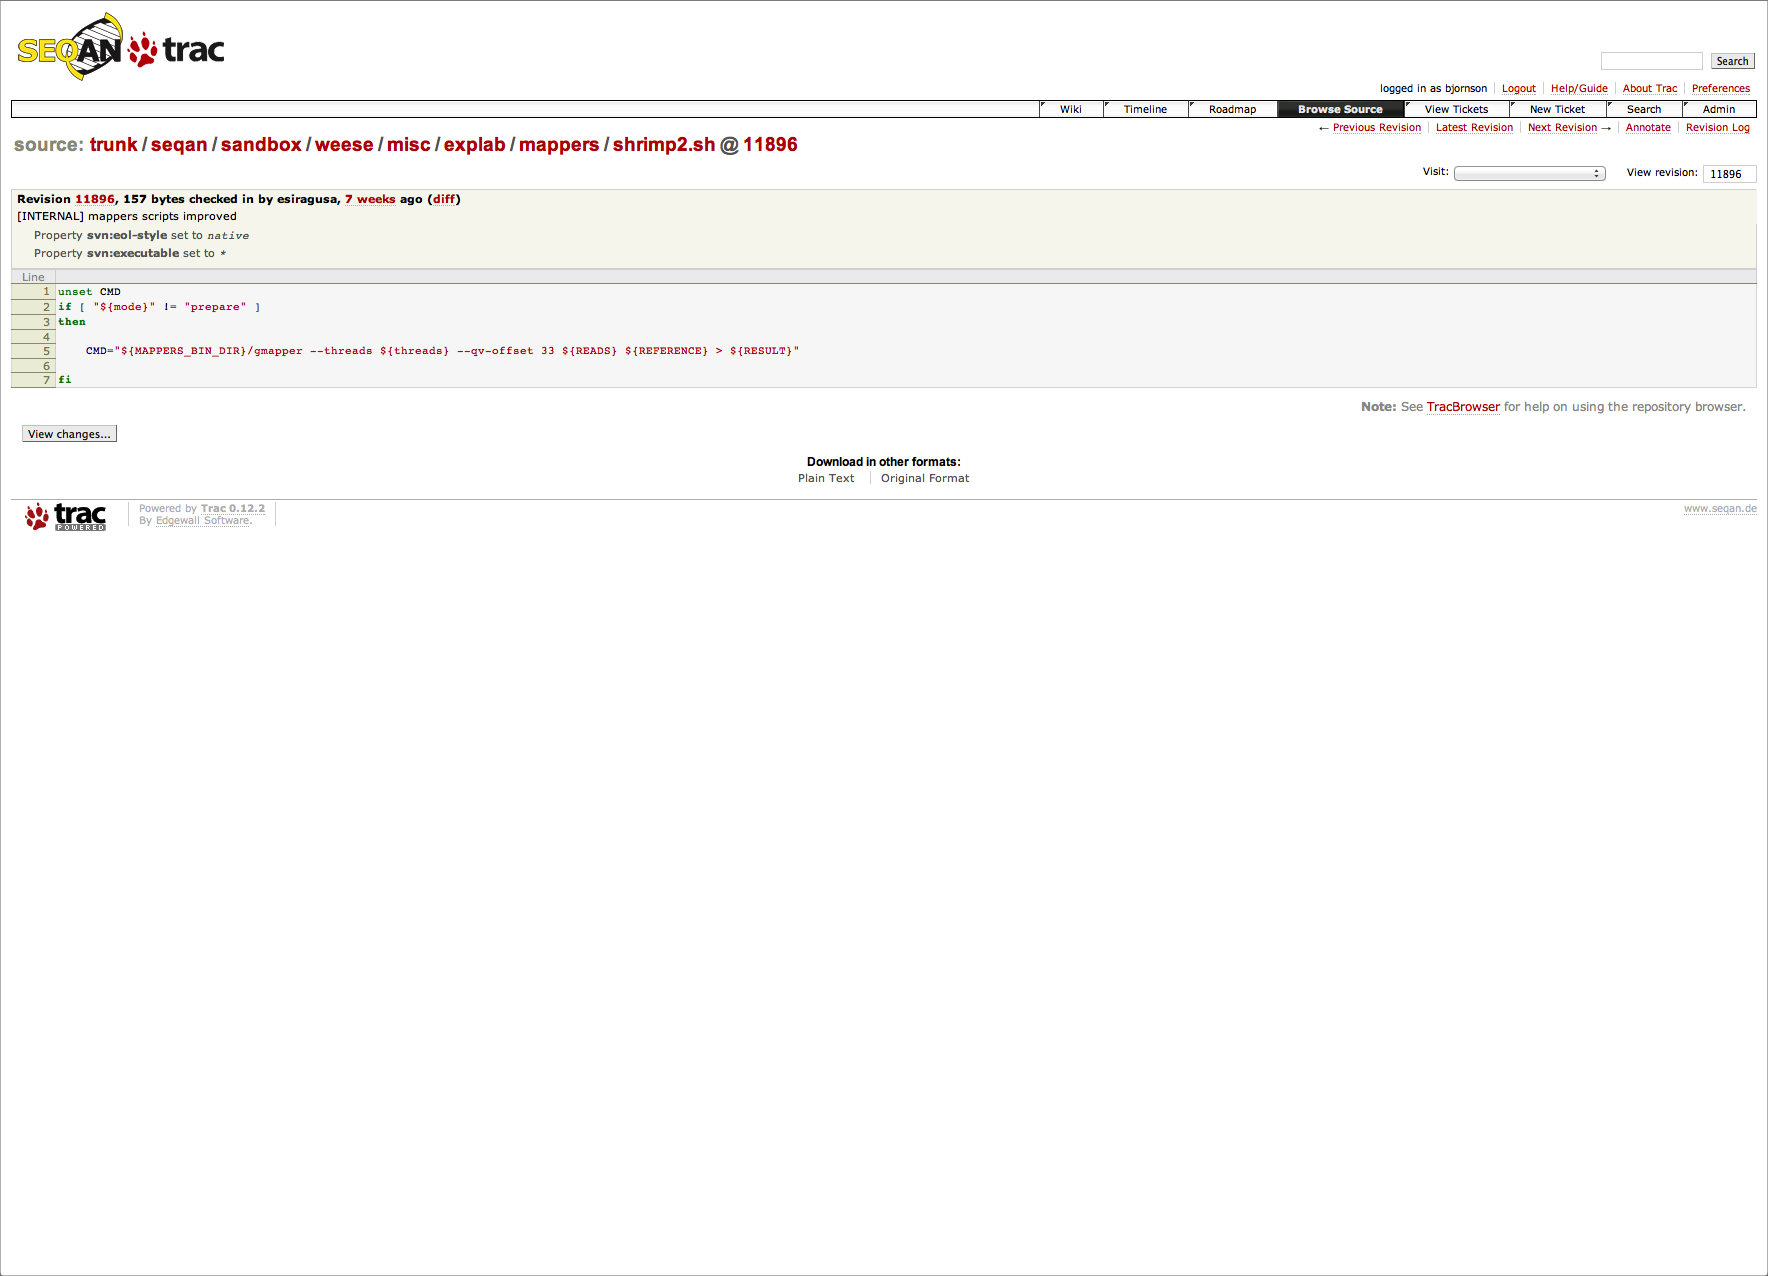 SEQAN trac
Search
logged in as bjornson Logout Help/Guide About Trac Preferences
Wiki Timeline Roadmap Browse Source View Tickets New Ticket Search Admin
← Previous Revision Latest Revision Next Revision → Annotate Revision Log
source: trunk / seqan / sandbox / weese / misc / explab / mappers / shrimp2.sh @ 11896
Visit: View revision: 11896
Revision 11896, 157 bytes checked in by esiragusa, 7 weeks ago (diff)
[INTERNAL] mappers scripts improved
Property svn:eol-style set to native
Property svn:executable set to *
Line
1 unset CMD
2 if [ "${mode}" != "prepare" ]
3 then
4
5 CMD="${MAPPERS_BIN_DIR}/gmapper --threads ${threads} --qv-offset 33 ${READS} ${REFERENCE} > ${RESULT}"
6
7 fi
Note: See TracBrowser for help on using the repository browser.
View changes...
Download in other formats:
Plain Text Original Format
trac POWERED
Powered by Trac 0.12.2
By Edgewall Software.
www.seqan.de